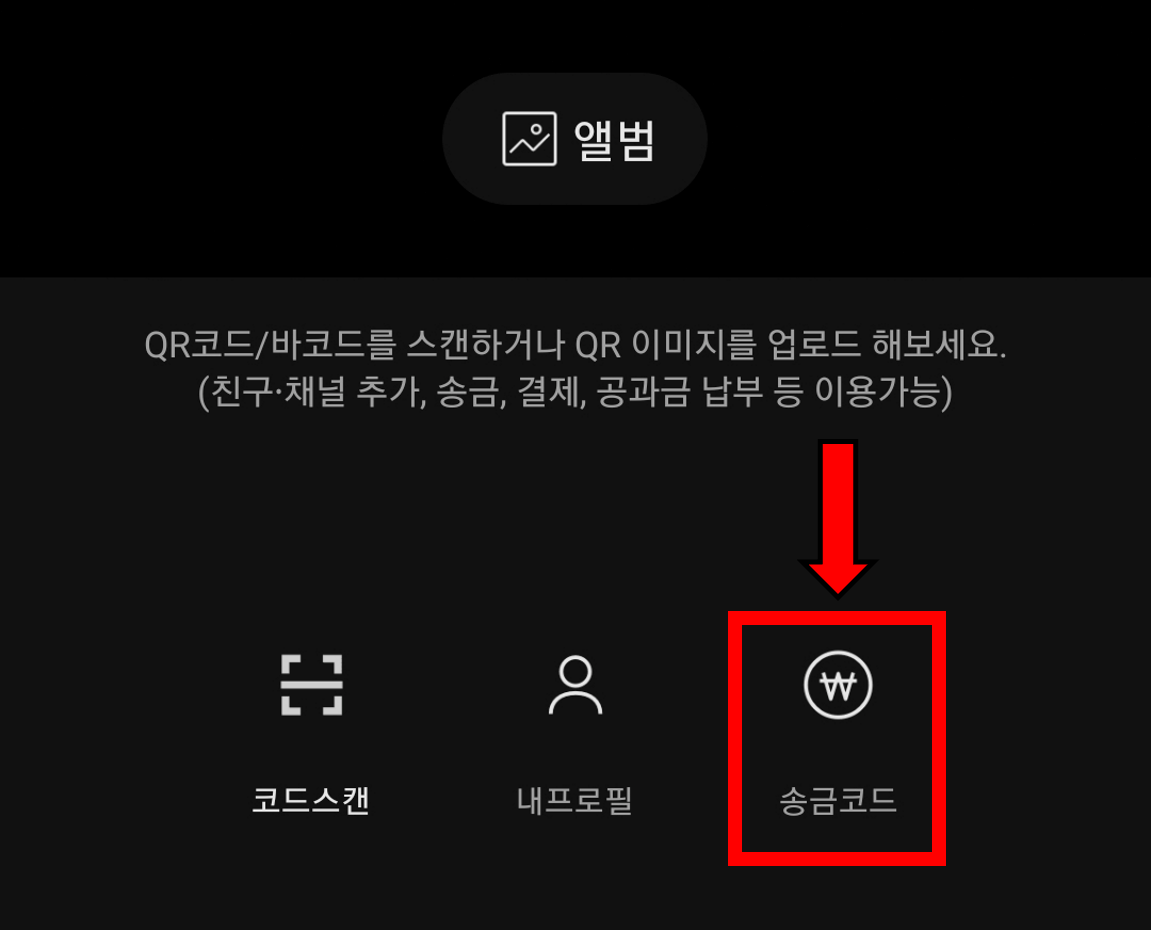 앨범
QR코드/바코드를 스캔하거나 QR 이미지를 업로드 해보세요.
(친구·채널 추가, 송금, 결제, 공과금 납부 등 이용가능)
₩
코드스캔
내프로필
송금코드